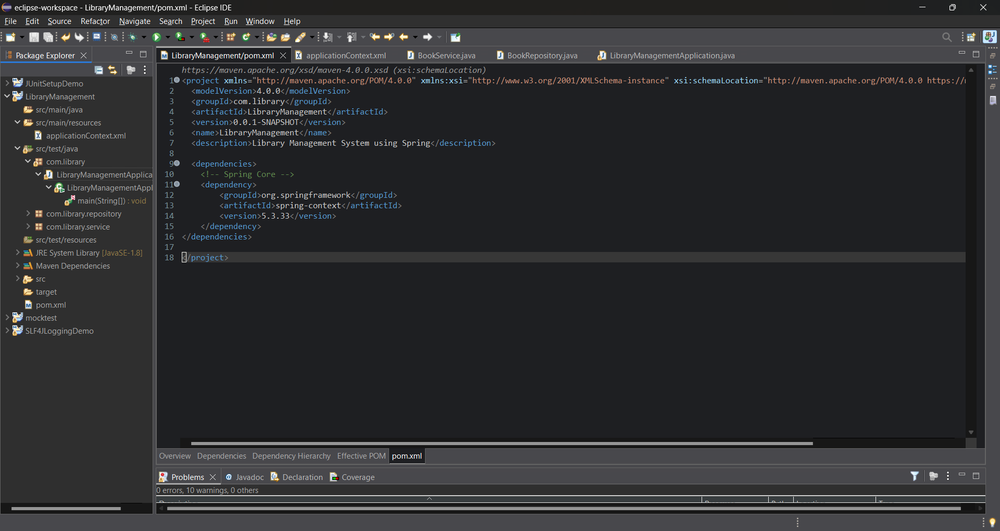 eclipse-workspace - LibraryManagement/pom.xml - Eclipse IDE
File Edit Source Refactor Navigate Search Project Run Window Help
Package Explorer
JUnitSetupDemo
LibraryManagement
src/main/java
src/main/resources
applicationContext.xml
src/test/java
com.library
LibraryManagementApplica
LibraryManagementAppl
main(String[]) : void
com.library.repository
com.library.service
src/test/resources
JRE System Library [JavaSE-1.8]
Maven Dependencies
src
target
pom.xml
mocktest
SLF4JLoggingDemo
LibraryManagement/pom.xml applicationContext.xml BookService.java BookRepository.java LibraryManagementApplication.java
https://maven.apache.org/xsd/maven-4.0.0.xsd (xsi:schemaLocation)
1 <project xmlns="http://maven.apache.org/POM/4.0.0" xmlns:xsi="http://www.w3.org/2001/XMLSchema-instance" xsi:schemaLocation="http://maven.apache.org/POM/4.0.0 https://
2 <modelVersion>4.0.0</modelVersion>
3 <groupId>com.library</groupId>
4 <artifactId>LibraryManagement</artifactId>
5 <version>0.0.1-SNAPSHOT</version>
6 <name>LibraryManagement</name>
7 <description>Library Management System using Spring</description>
8
9 <dependencies>
10 <!-- Spring Core -->
11 <dependency>
12 <groupId>org.springframework</groupId>
13 <artifactId>spring-context</artifactId>
14 <version>5.3.33</version>
15 </dependency>
16 </dependencies>
17
18 </project>
Overview Dependencies Dependency Hierarchy Effective POM pom.xml
Problems Javadoc Declaration Coverage
0 errors, 10 warnings, 0 others